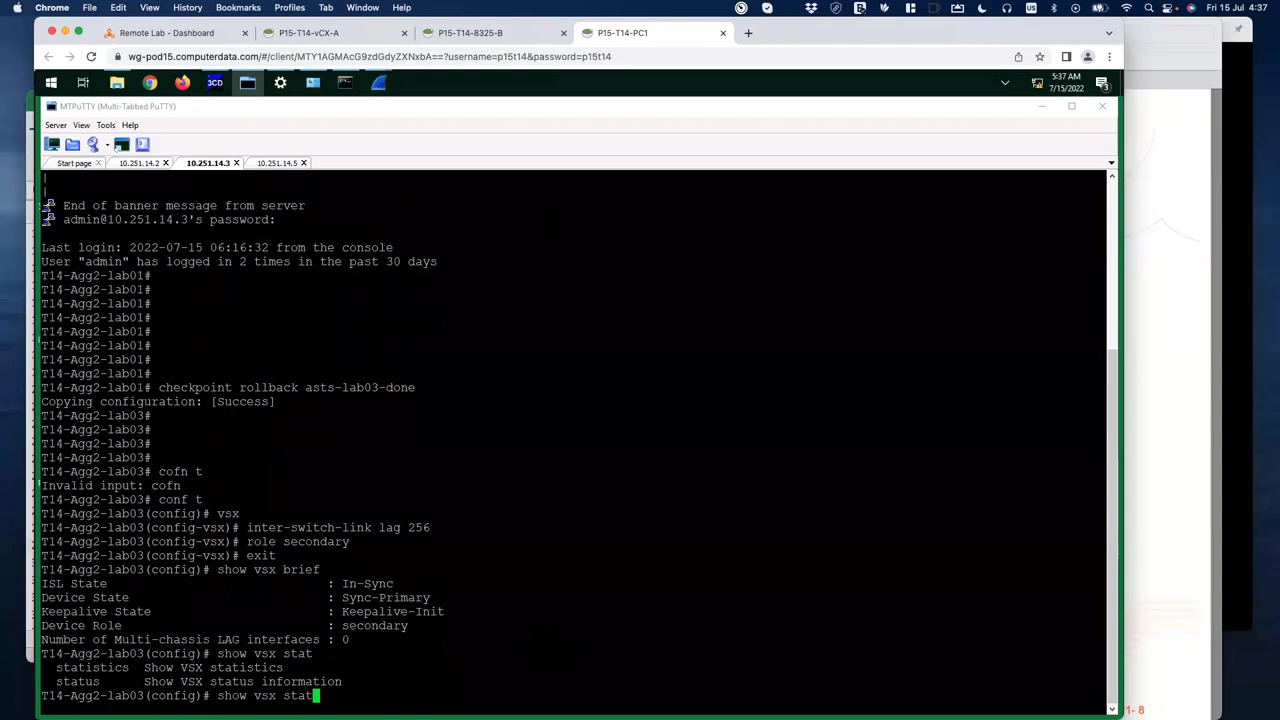 Chrome File Edit View History Bookmarks Profiles Tab Window Help Fri 15 Jul 4:37
Remote Lab - Dashboard P15-T14-vCX-A P15-T14-8325-B P15-T14-PC1
wg-pod15.computerdata.com/#/client/MTY1AGMAcG9zdGdyZXNxbA==?username=p15t14&password=p15t14
3CD 5:37 AM
7/15/2022 3
MTPuTTY (Multi-Tabbed PuTTY)
Server View Tools Help
Start page 10.251.14.2 10.251.14.3 10.251.14.5
|
|
End of banner message from server
admin@10.251.14.3's password:
Last login: 2022-07-15 06:16:32 from the console
User "admin" has logged in 2 times in the past 30 days
T14-Agg2-lab01#
T14-Agg2-lab01#
T14-Agg2-lab01#
T14-Agg2-lab01#
T14-Agg2-lab01#
T14-Agg2-lab01#
T14-Agg2-lab01#
T14-Agg2-lab01#
T14-Agg2-lab01# checkpoint rollback asts-lab03-done
Copying configuration: [Success]
T14-Agg2-lab03#
T14-Agg2-lab03#
T14-Agg2-lab03#
T14-Agg2-lab03#
T14-Agg2-lab03# cofn t
Invalid input: cofn
T14-Agg2-lab03# conf t
T14-Agg2-lab03(config)# vsx
T14-Agg2-lab03(config-vsx)# inter-switch-link lag 256
T14-Agg2-lab03(config-vsx)# role secondary
T14-Agg2-lab03(config-vsx)# exit
T14-Agg2-lab03(config)# show vsx brief
ISL State : In-Sync
Device State : Sync-Primary
Keepalive State : Keepalive-Init
Device Role : secondary
Number of Multi-chassis LAG interfaces : 0
T14-Agg2-lab03(config)# show vsx stat
statistics Show VSX statistics
status Show VSX status information
T14-Agg2-lab03(config)# show vsx stat
1- 8